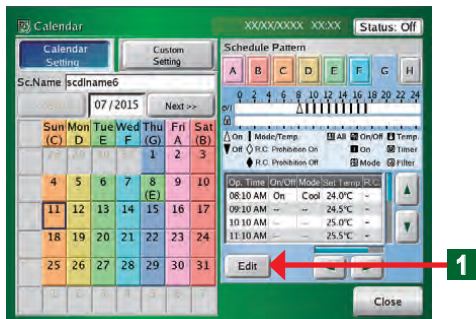 Calendar
XX/XX/XXXX XX:XX
Status: Off
Calendar
Setting
Custom
Setting
Sc.Name scdlname6
07 / 2015
Next >>
Sun Mon Tue Wed Thu Fri Sat
(C) D E F (G) A (B)
1 2 3
4 5 6 7 8 9 10
(E)
11 12 13 14 15 16 17
18 19 20 21 22 23 24
25 26 27 28 29 30 31
Schedule Pattern
A B C D E F G H
0 2 4 6 8 10 12 14 16 18 20 22 24
On Mode/Temp. All On/Off Temp.
Off R.C. Prohibition On On Timer
R.C. Prohibition Off Mode Filter
Op. Time On/Off Mode Set Temp. R.C.
08:10 AM On Cool 24.0°C -
09:10 AM -- -- 24.5°C -
10:10 AM -- -- 25.0°C -
11:10 AM -- -- 25.5°C -
Edit
1
Close